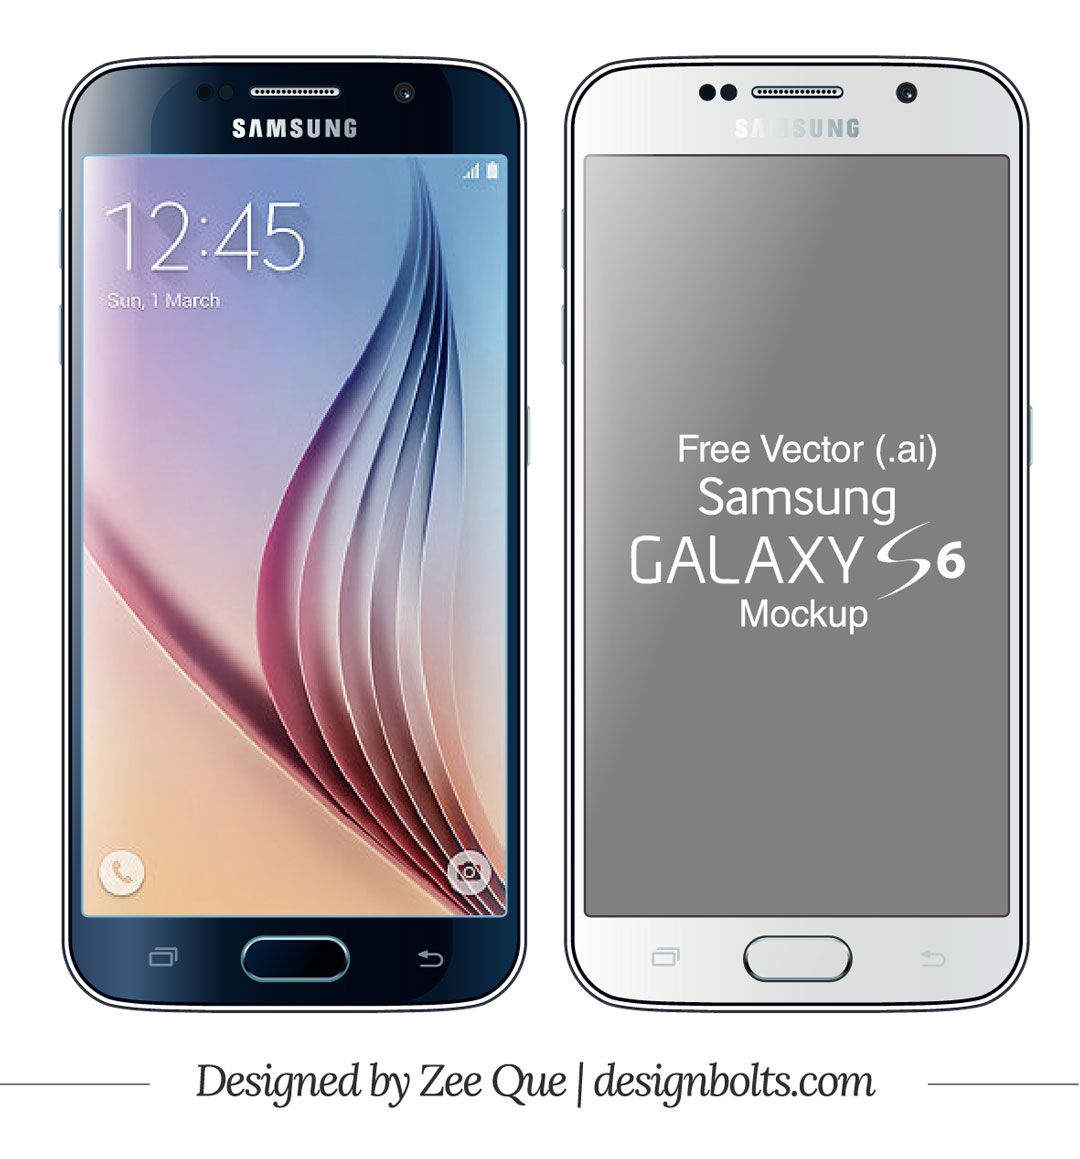 SAMSUNG
12:45
Sun, 1 March
SAMSUNG
Free Vector (.ai)
Samsung
GALAXY S6
Mockup
Designed by Zee Que | designbolts.com